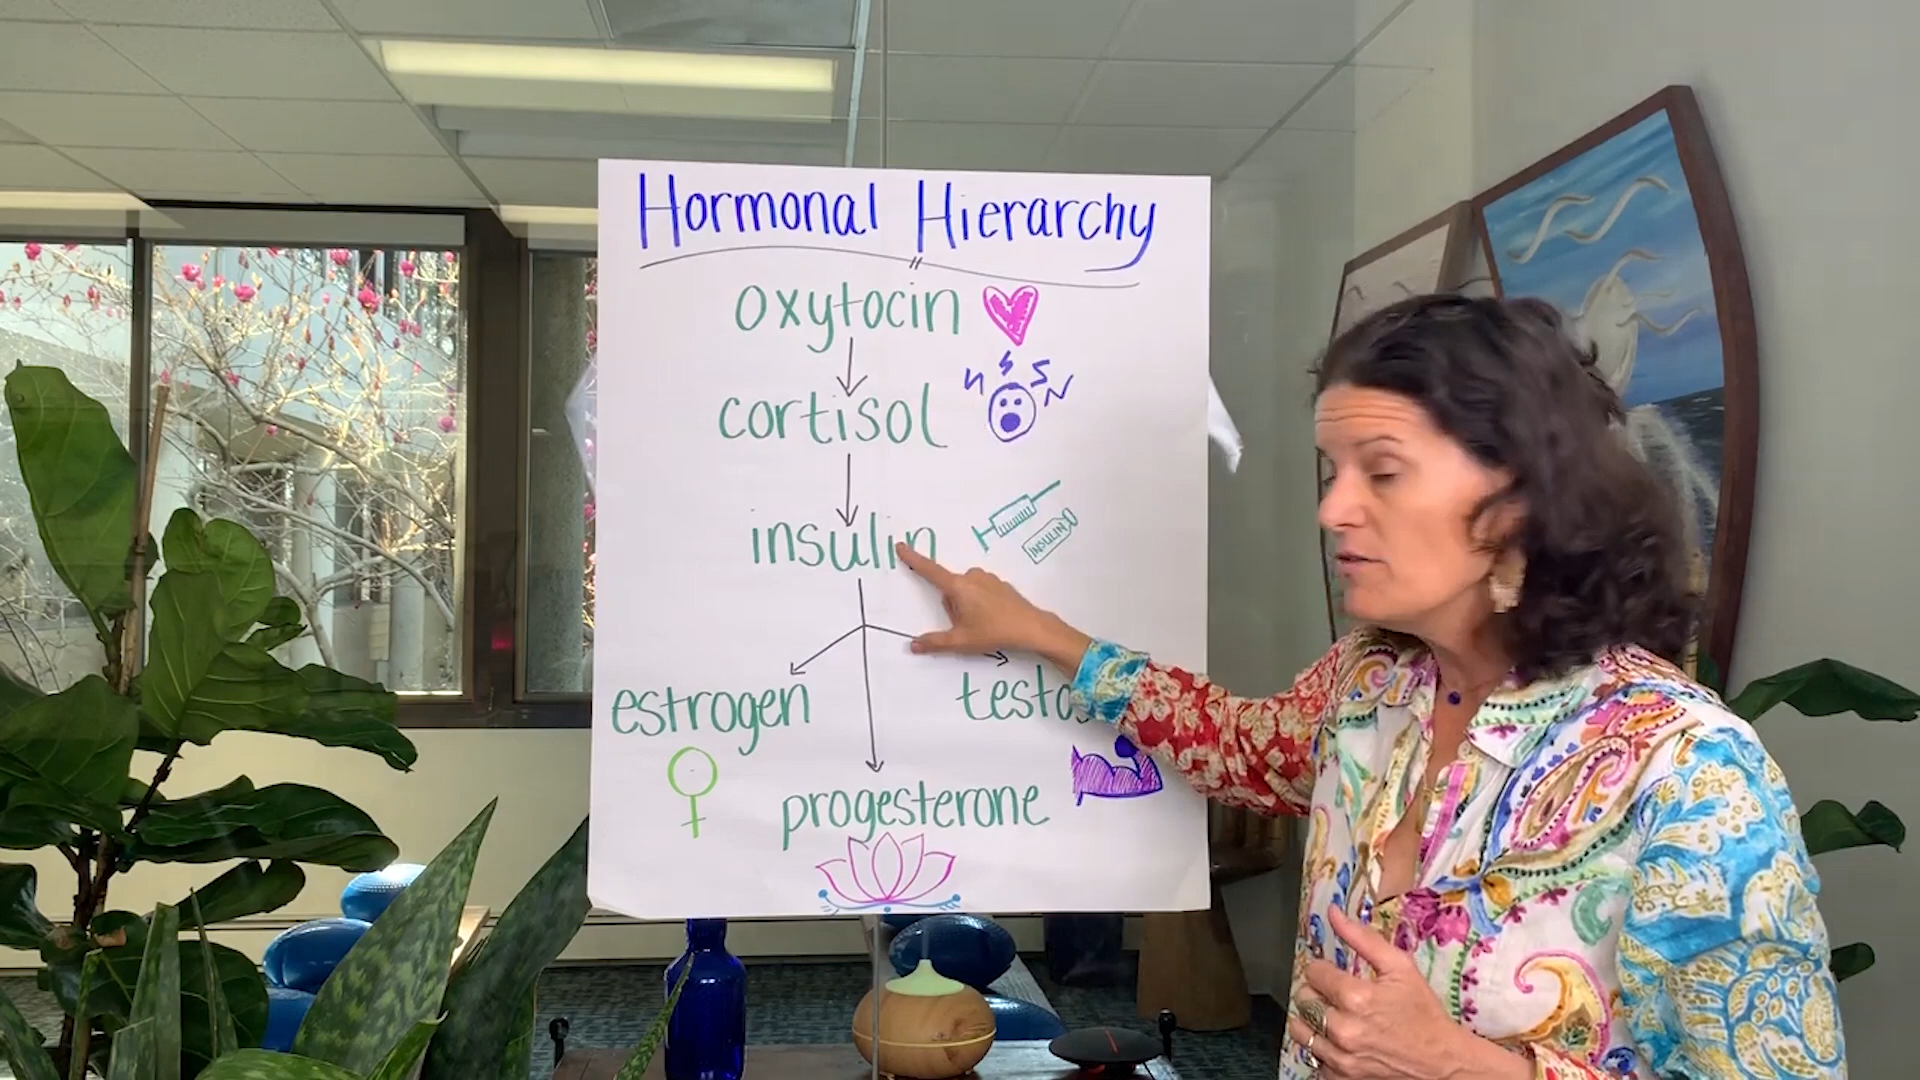 Hormonal Hierarchy
oxytocin
cortisol
insulin
INSULIN
estrogen
progesterone